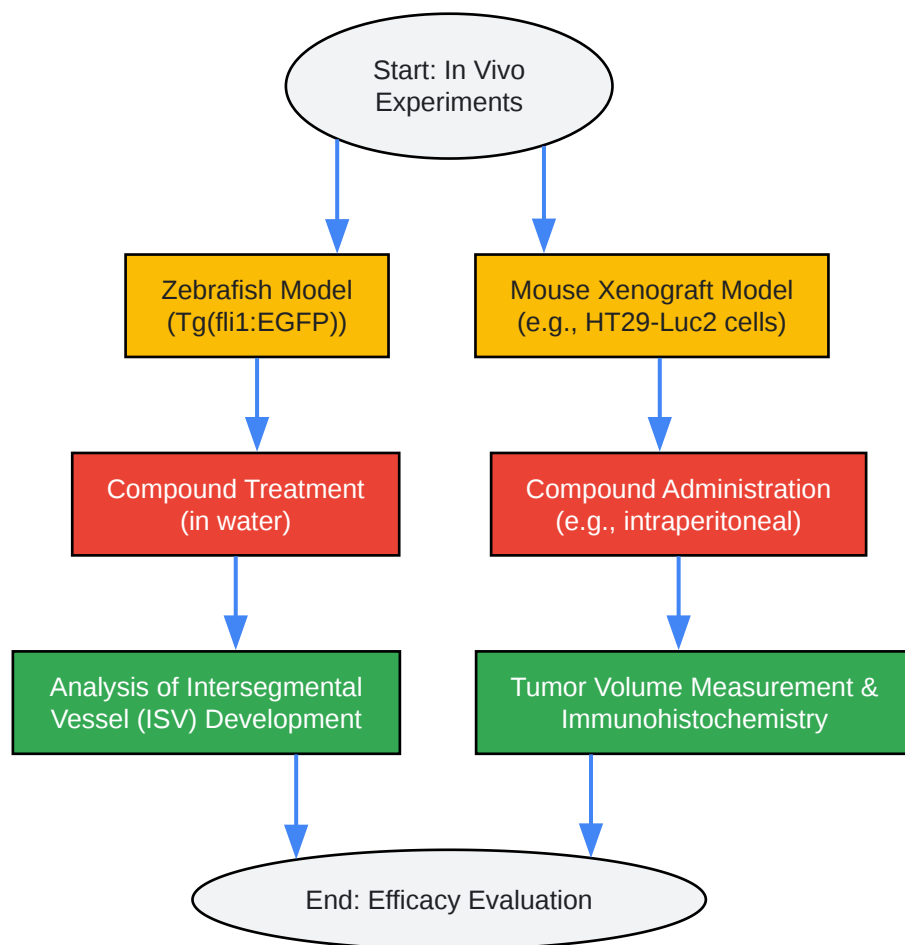 Start: In Vivo
Experiments
Zebrafish Model
(Tg(fli1:EGFP))
Mouse Xenograft Model
(e.g., HT29-Luc2 cells)
Compound Treatment
(in water)
Compound Administration
(e.g., intraperitoneal)
Analysis of Intersegmental
Vessel (ISV) Development
Tumor Volume Measurement &
Immunohistochemistry
End: Efficacy Evaluation